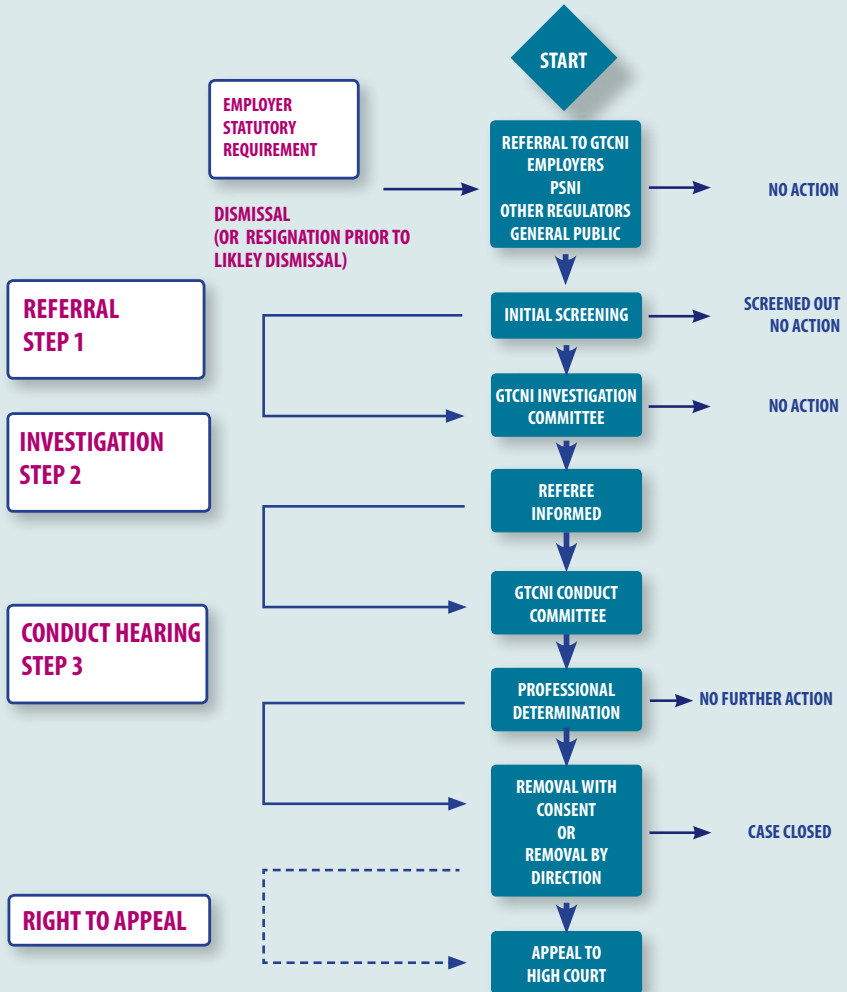 START
EMPLOYER
STATUTORY
REQUIREMENT
REFERRAL TO GTCNI
EMPLOYERS
PSNI
OTHER REGULATORS
GENERAL PUBLIC
NO ACTION
DISMISSAL
(OR RESIGNATION PRIOR TO
LIKLEY DISMISSAL)
REFERRAL
STEP 1
INITIAL SCREENING
SCREENED OUT
NO ACTION
GTCNI INVESTIGATION
COMMITTEE
NO ACTION
INVESTIGATION
STEP 2
REFEREE
INFORMED
GTCNI CONDUCT
COMMITTEE
CONDUCT HEARING
STEP 3
PROFESSIONAL
DETERMINATION
NO FURTHER ACTION
REMOVAL WITH
CONSENT
OR
REMOVAL BY
DIRECTION
CASE CLOSED
RIGHT TO APPEAL
APPEAL TO
HIGH COURT